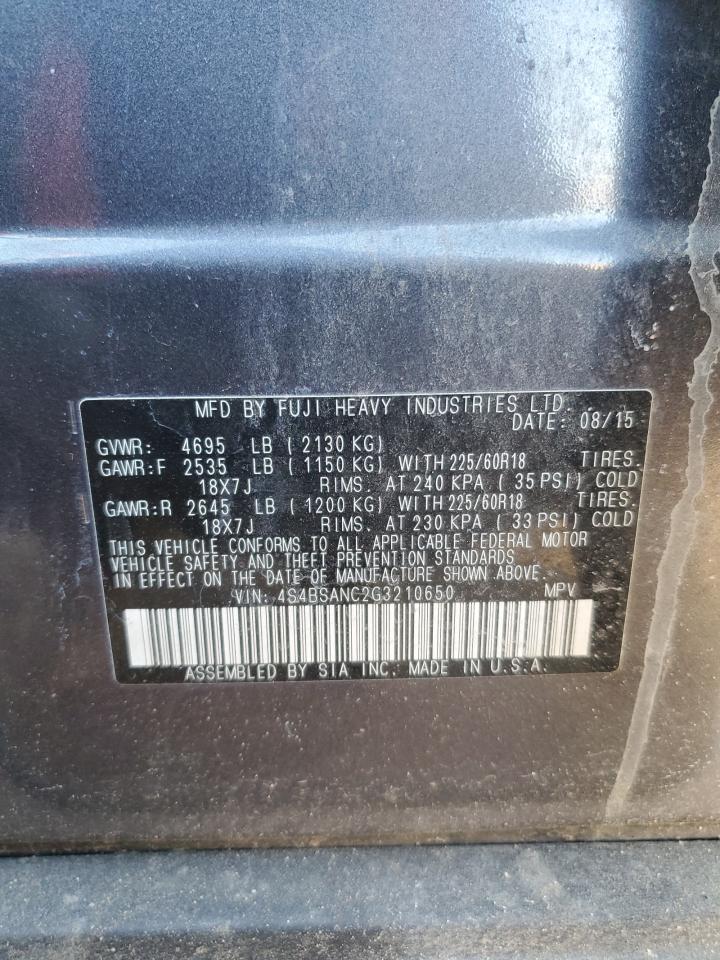 MFD BY FUJI HEAVY INDUSTRIES LTD.
DATE: 08/15
GVWR: 4695 LB ( 2130 KG)
GAWR:F 2535 LB ( 1150 KG) WITH 225/60R18 TIRES.
18X7J RIMS. AT 240 KPA ( 35 PSI) COLD
GAWR:R 2645 LB ( 1200 KG) WITH 225/60R18 TIRES.
18X7J RIMS. AT 230 KPA ( 33 PSI) COLD
THIS VEHICLE CONFORMS TO ALL APPLICABLE FEDERAL MOTOR
VEHICLE SAFETY AND THEFT PREVENTION STANDARDS
IN EFFECT ON THE DATE OF MANUFACTURE SHOWN ABOVE.
VIN: 4S4BSANC2G3210650 MPV
ASSEMBLED BY SIA INC. MADE IN U.S.A.